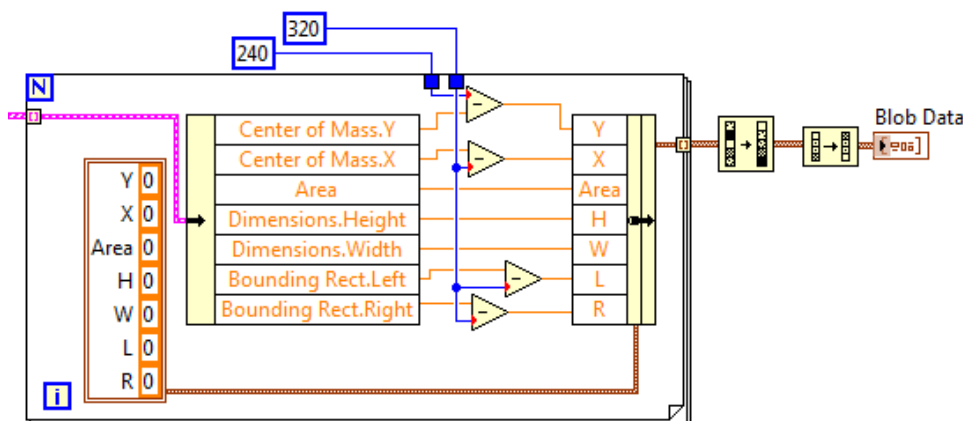 320
240
N
Blob Data
Center of Mass.Y
Y
Center of Mass.X
X
Area
Area
Dimensions.Height
H
Dimensions.Width
W
Bounding Rect.Left
L
Bounding Rect.Right
R
Y 0
X 0
Area 0
H 0
W 0
L 0
R 0
i